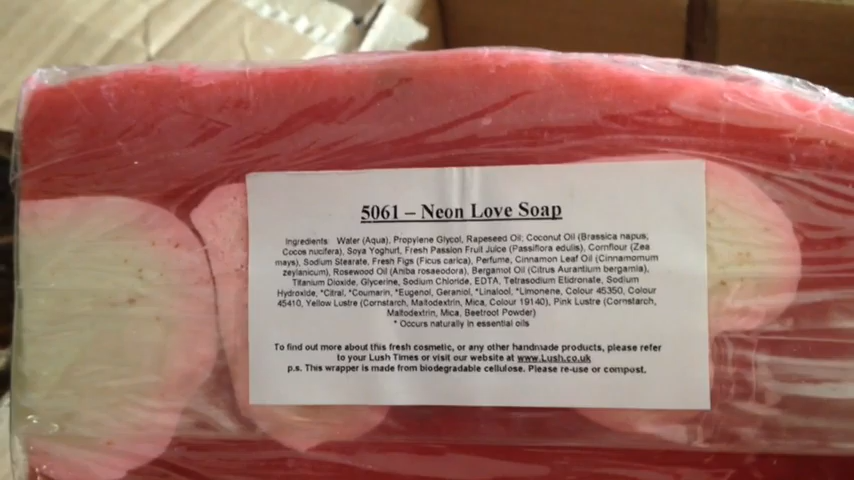 5061 – Neon Love Soap
Ingredients: Water (Aqua), Propylene Glycol, Rapeseed Oil; Coconut Oil (Brassica napus,
Cocos nucifera), Soya Yoghurt, Fresh Passion Fruit Juice (Passiflora edulis), Cornflour (Zea
mays), Sodium Stearate, Fresh Figs (Ficus carica), Perfume, Cinnamon Leaf Oil (Cinnamomum
zeylanicum), Rosewood Oil (Aniba rosaeodora), Bergamot Oil (Citrus Aurantium bergamia),
Titanium Dioxide, Glycerine, Sodium Chloride, EDTA, Tetrasodium Etidronate, Sodium
Hydroxide, *Citral, *Coumarin, *Eugenol, Geraniol, *Linalool, *Limonene, Colour 45350, Colour
45410, Yellow Lustre (Cornstarch, Maltodextrin, Mica, Colour 19140), Pink Lustre (Cornstarch,
Maltodextrin, Mica, Beetroot Powder)
* Occurs naturally in essential oils
To find out more about this fresh cosmetic, or any other handmade products, please refer
to your Lush Times or visit our website at www.Lush.co.uk
p.s. This wrapper is made from biodegradable cellulose. Please re-use or compost.